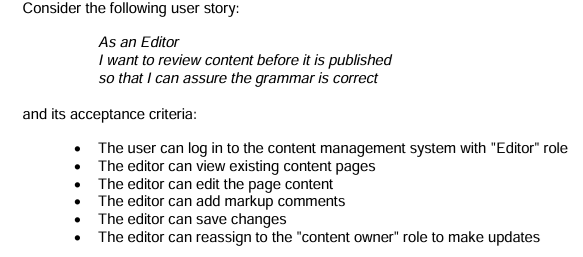 Consider the following user story:
As an Editor
I want to review content before it is published
so that I can assure the grammar is correct
and its acceptance criteria:
• The user can log in to the content management system with "Editor" role
• The editor can view existing content pages
• The editor can edit the page content
• The editor can add markup comments
• The editor can save changes
• The editor can reassign to the "content owner" role to make updates